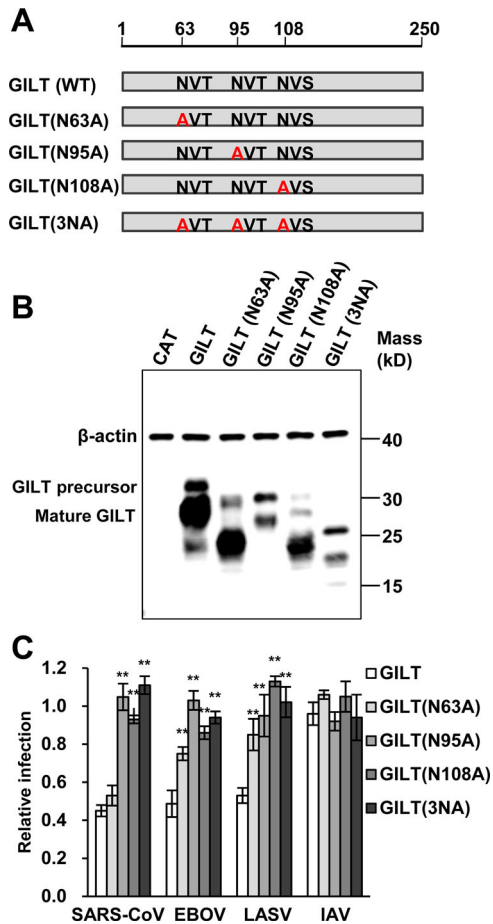 A
1 63 95 108 250
GILT (WT) NVT NVT NVS
GILT(N63A) AVT NVT NVS
GILT(N95A) NVT AVT NVS
GILT(N108A) NVT NVT AVS
GILT(3NA) AVT AVT AVS
B
CAT GILT GILT (N63A) GILT (N95A) GILT (N108A) GILT (3NA)
Mass
(kD)
β-actin 40
GILT precursor 30
Mature GILT 25
15
C
Relative infection
1.2
1.0
0.8
0.6
0.4
0.2
0.0
** ** **
** ** ** **
** ** ** **
GILT
GILT(N63A)
GILT(N95A)
GILT(N108A)
GILT(3NA)
SARS-CoV EBOV LASV IAV